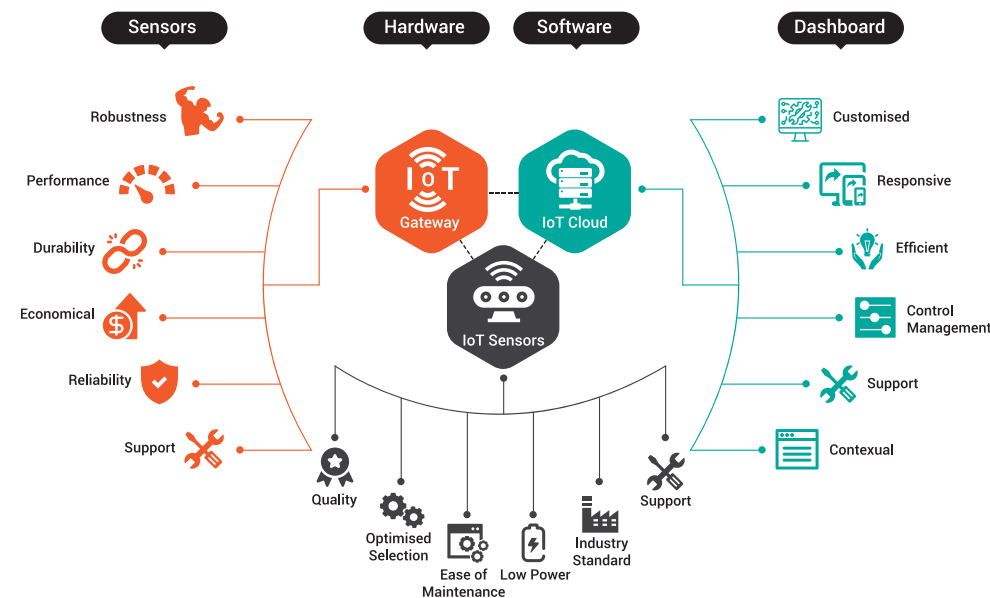 Sensors
Hardware
Software
Dashboard
Robustness
Performance
Durability
Economical
Reliability
Support
IOT
Gateway
IoT Cloud
IoT Sensors
Customised
Responsive
Efficient
Control
Management
Support
Contexual
Quality
Optimised
Selection
Ease of
Maintenance
Low Power
Industry
Standard
Support